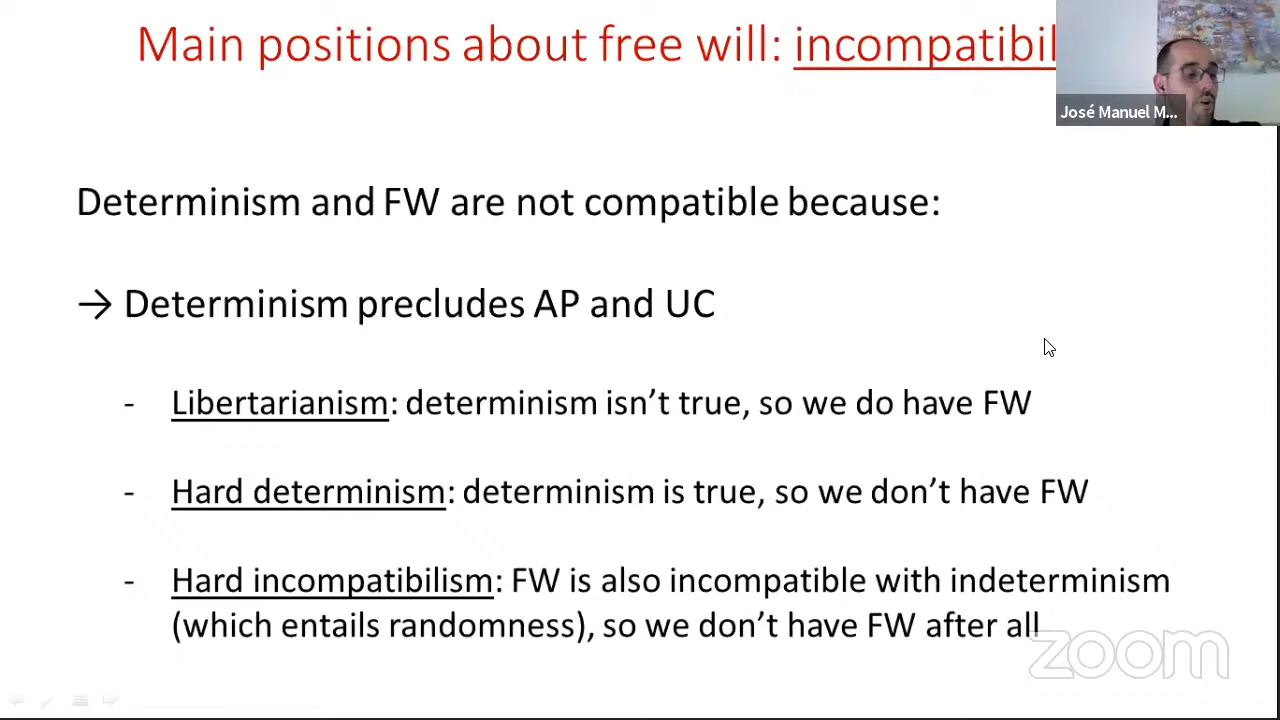 Main positions about free will: incompatibil
José Manuel M...
Determinism and FW are not compatible because:
→ Determinism precludes AP and UC
- Libertarianism: determinism isn’t true, so we do have FW
- Hard determinism: determinism is true, so we don’t have FW
- Hard incompatibilism: FW is also incompatible with indeterminism
(which entails randomness), so we don’t have FW after all
zoom